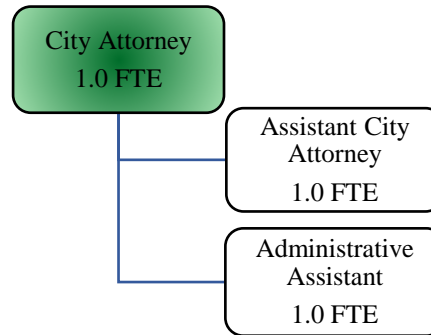 City Attorney
1.0 FTE
Assistant City
Attorney
1.0 FTE
Administrative
Assistant
1.0 FTE